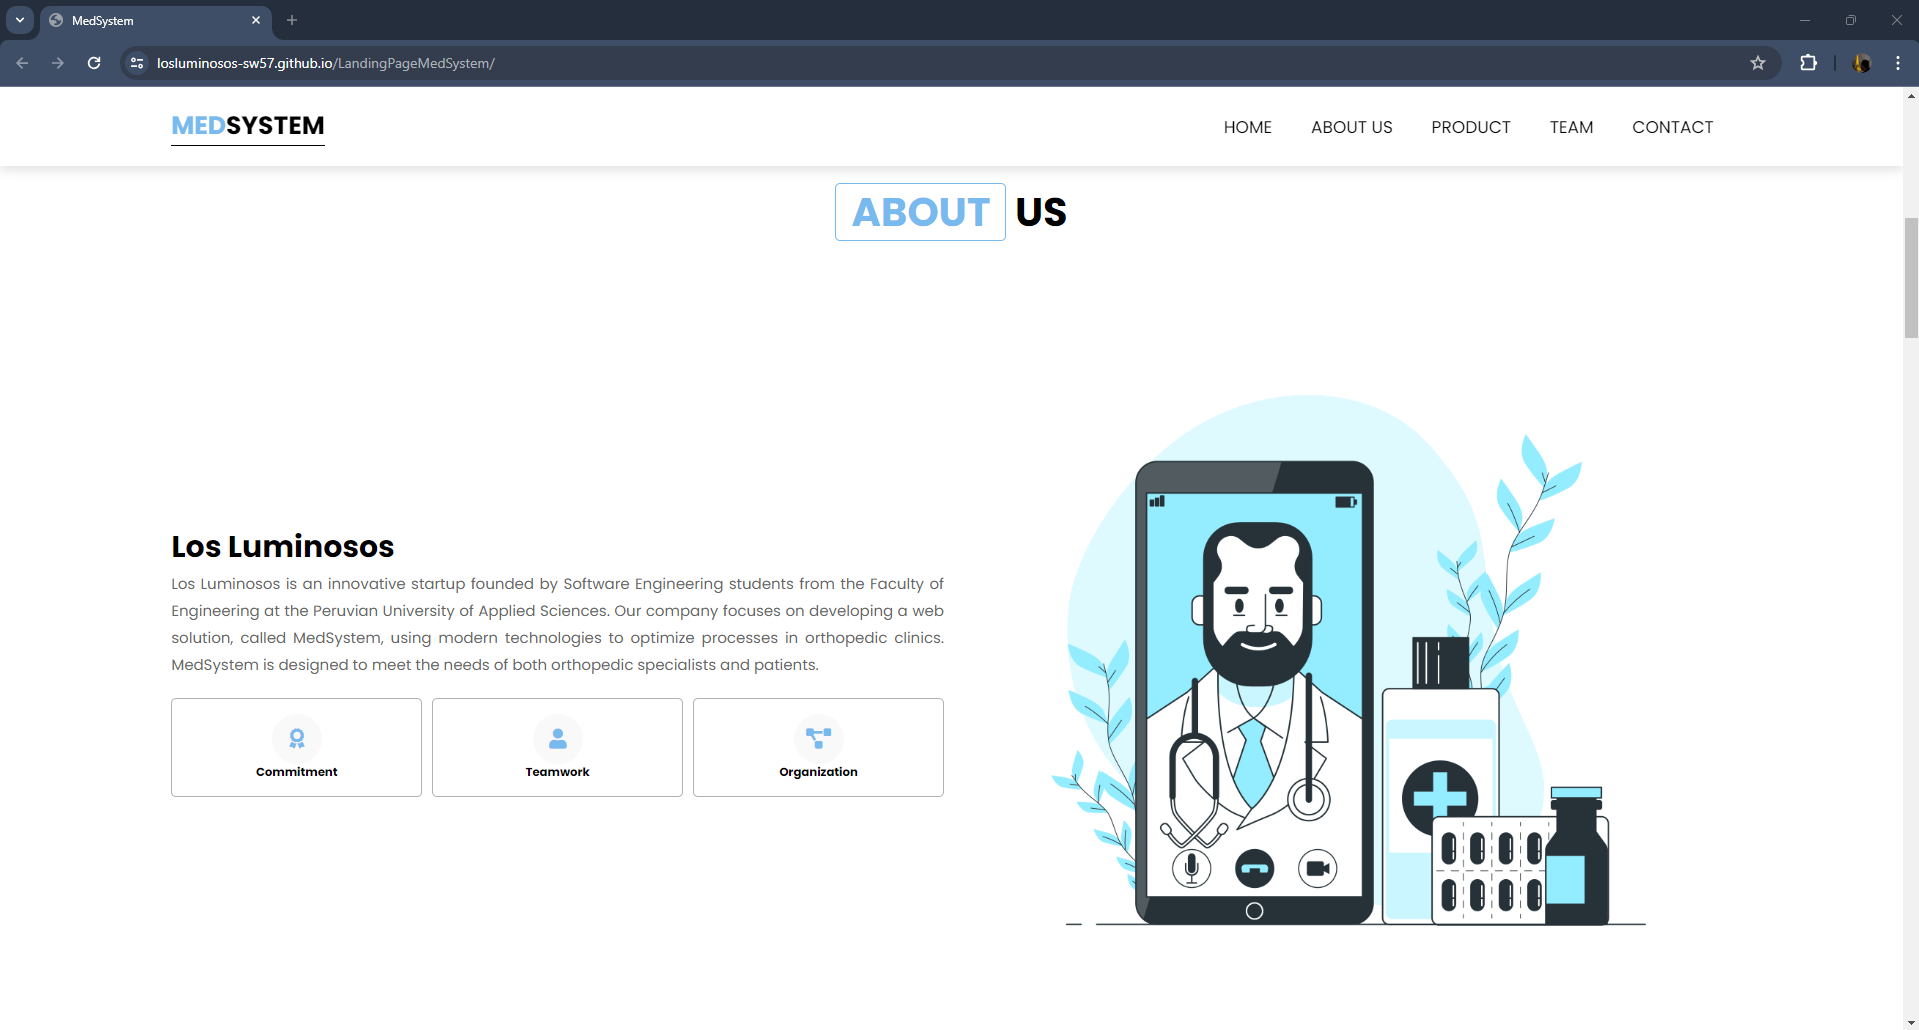 MedSystem
losluminosos-sw57.github.io/LandingPageMedSystem/
MEDSYSTEM
HOME ABOUT US PRODUCT TEAM CONTACT
ABOUT US
Los Luminosos
Los Luminosos is an innovative startup founded by Software Engineering students from the Faculty of
Engineering at the Peruvian University of Applied Sciences. Our company focuses on developing a web
solution, called MedSystem, using modern technologies to optimize processes in orthopedic clinics.
MedSystem is designed to meet the needs of both orthopedic specialists and patients.
Commitment Teamwork Organization